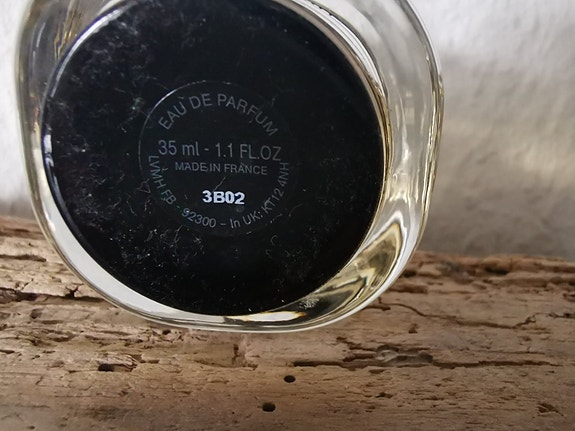 EAU DE PARFUM
35 ml - 1.1 FL.OZ
MADE IN FRANCE
3B02
LVMH FB - 92300 - In UK: KT12 4NH